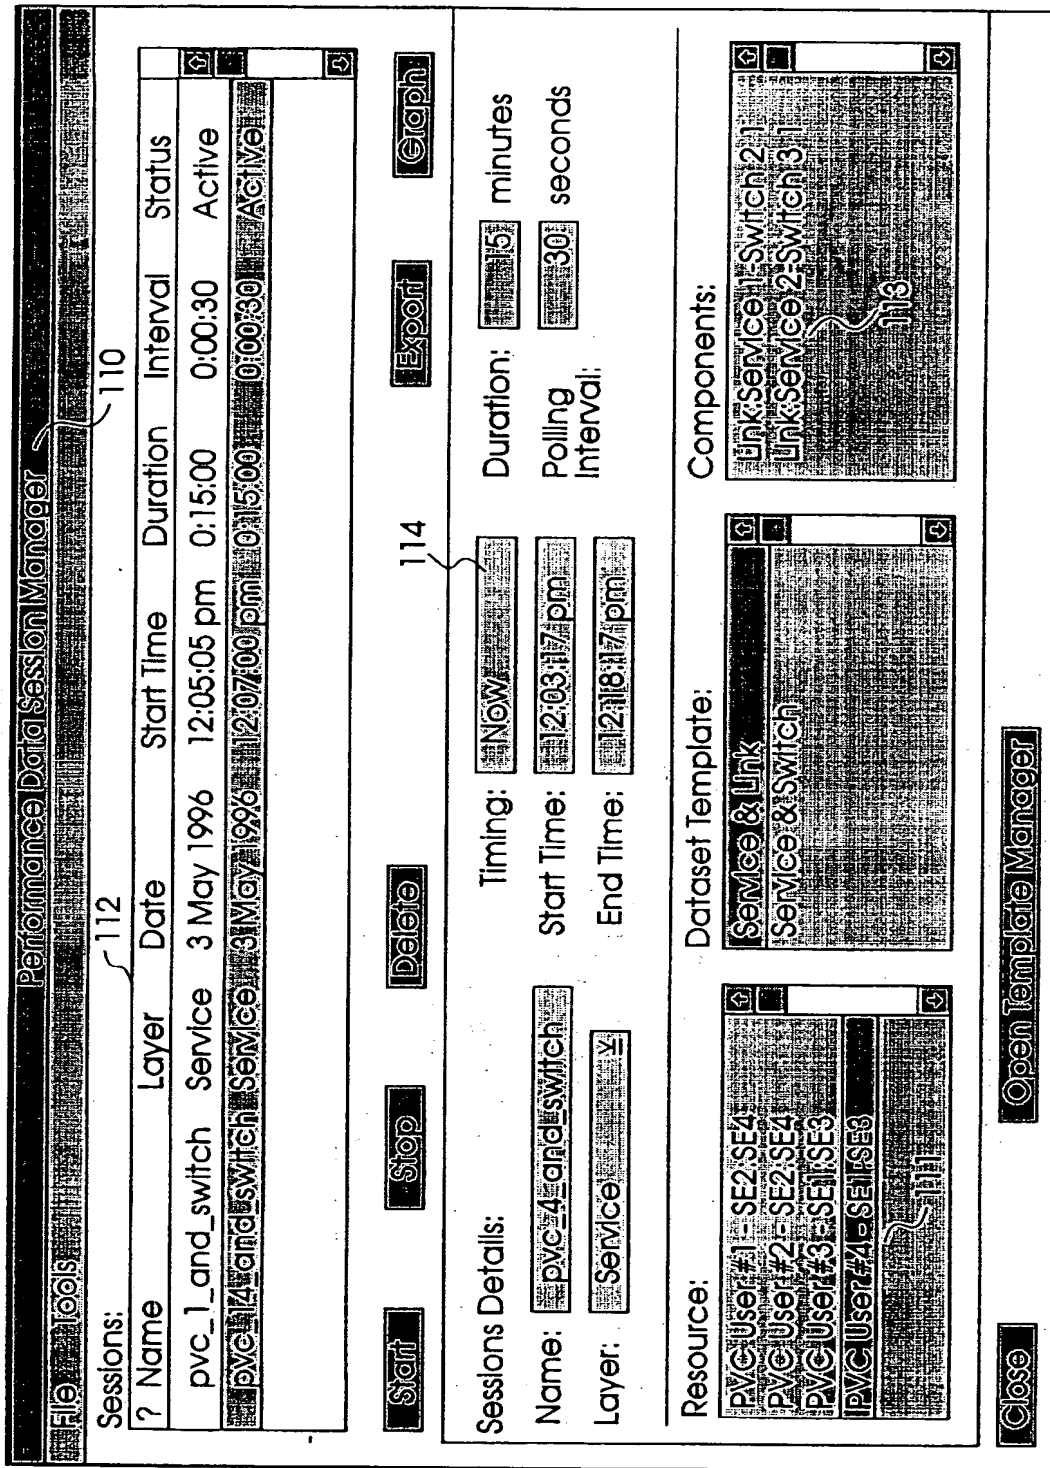 Performance Data Session Manager
110
File Tools
Sessions:
112
? Name Layer Date Start Time Duration Interval Status
pvc_1_and_switch Service 3 May 1996 12:05:05 pm 0:15:00 0:00:30 Active
pvc_4_and_switch Service 3 May 1996 12:07:00 pm 0:15:00 0:00:30 Active
Start Stop Delete Export Graph
114
Sessions Details:
Timing: Now
Duration: 15 minutes
Name: pvc_4_and_switch
Start Time: 12:03:17 pm
Polling Interval: 30 seconds
Layer: Service
End Time: 12:18:17 pm
Resource:
PVC User #1 - SE2:SE4
PVC User #2 - SE2:SE4
PVC User #3 - SE1:SE3
PVC User #4 - SE1:SE3
111
Dataset Template:
Service & Link
Service & Switch
Components:
Link:Service 1-Switch 2 1
Link:Service 2-Switch 3 1
113
Close Open Template Manager